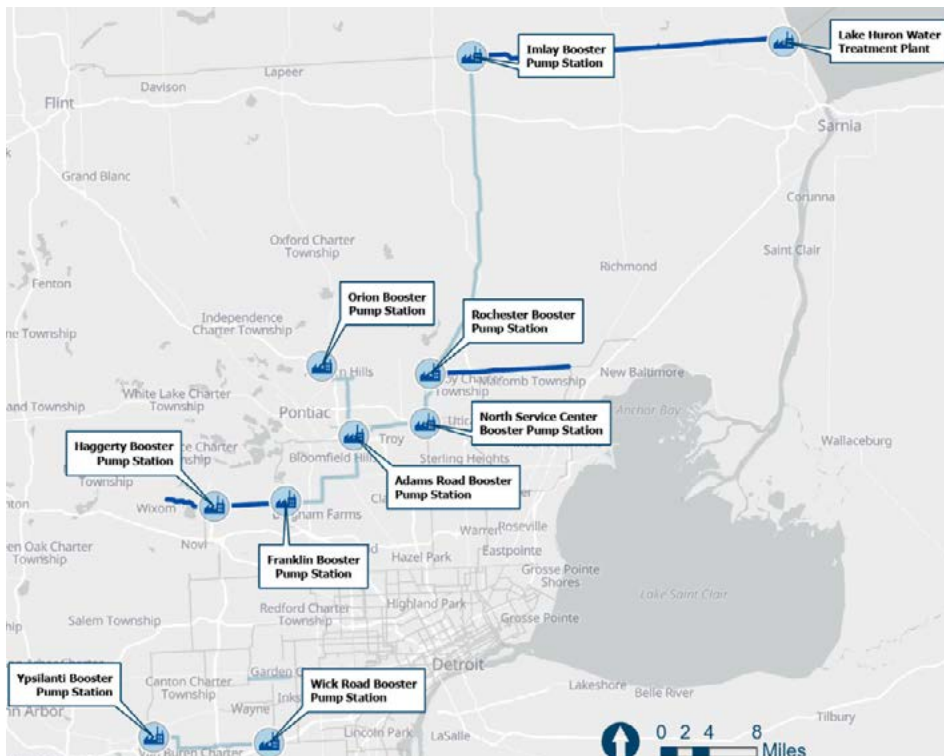 Imlay Booster
Pump Station
Lake Huron Water
Treatment Plant
Lapeer
Davison
Flint
Sarnia
Grand Blanc
Corunna
Oxford Charter
Township
Saint Clair
Richmond
Fenton
Orion Booster
Pump Station
Rochester Booster
Pump Station
Independence
Charter Township
Macomb Township
New Baltimore
Township
White Lake Charter
Township
Pontiac
Anchor Bay
North Service Center
Booster Pump Station
Troy
Wallaceburg
Haggerty Booster
Pump Station
Bloomfield Hills
Sterling Heights
Adams Road Booster
Pump Station
Township
Wixom
Novi
Warren
Roseville
Eastpointe
Franklin Booster
Pump Station
Hazel Park
Grosse Pointe
Shores
Township
Redford Charter
Township
Highland Park
Lake Saint Clair
Grosse Pointe
Salem Township
Detroit
Ypsilanti Booster
Pump Station
Canton Charter
Township
Wick Road Booster
Pump Station
Lakeshore
Belle River
Wayne
Tilbury
Lincoln Park
LaSalle
0 2 4 8
Miles